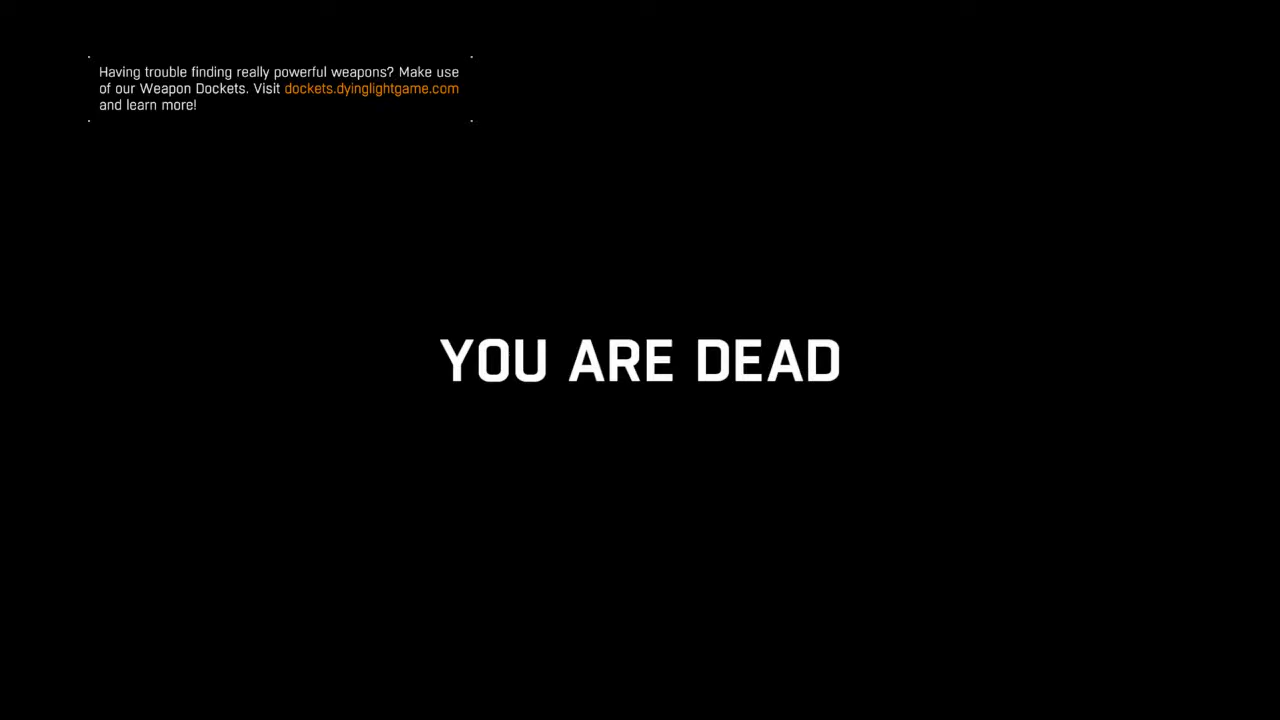 Having trouble finding really powerful weapons? Make use
of our Weapon Dockets. Visit dockets.dyinglightgame.com
and learn more!
YOU ARE DEAD